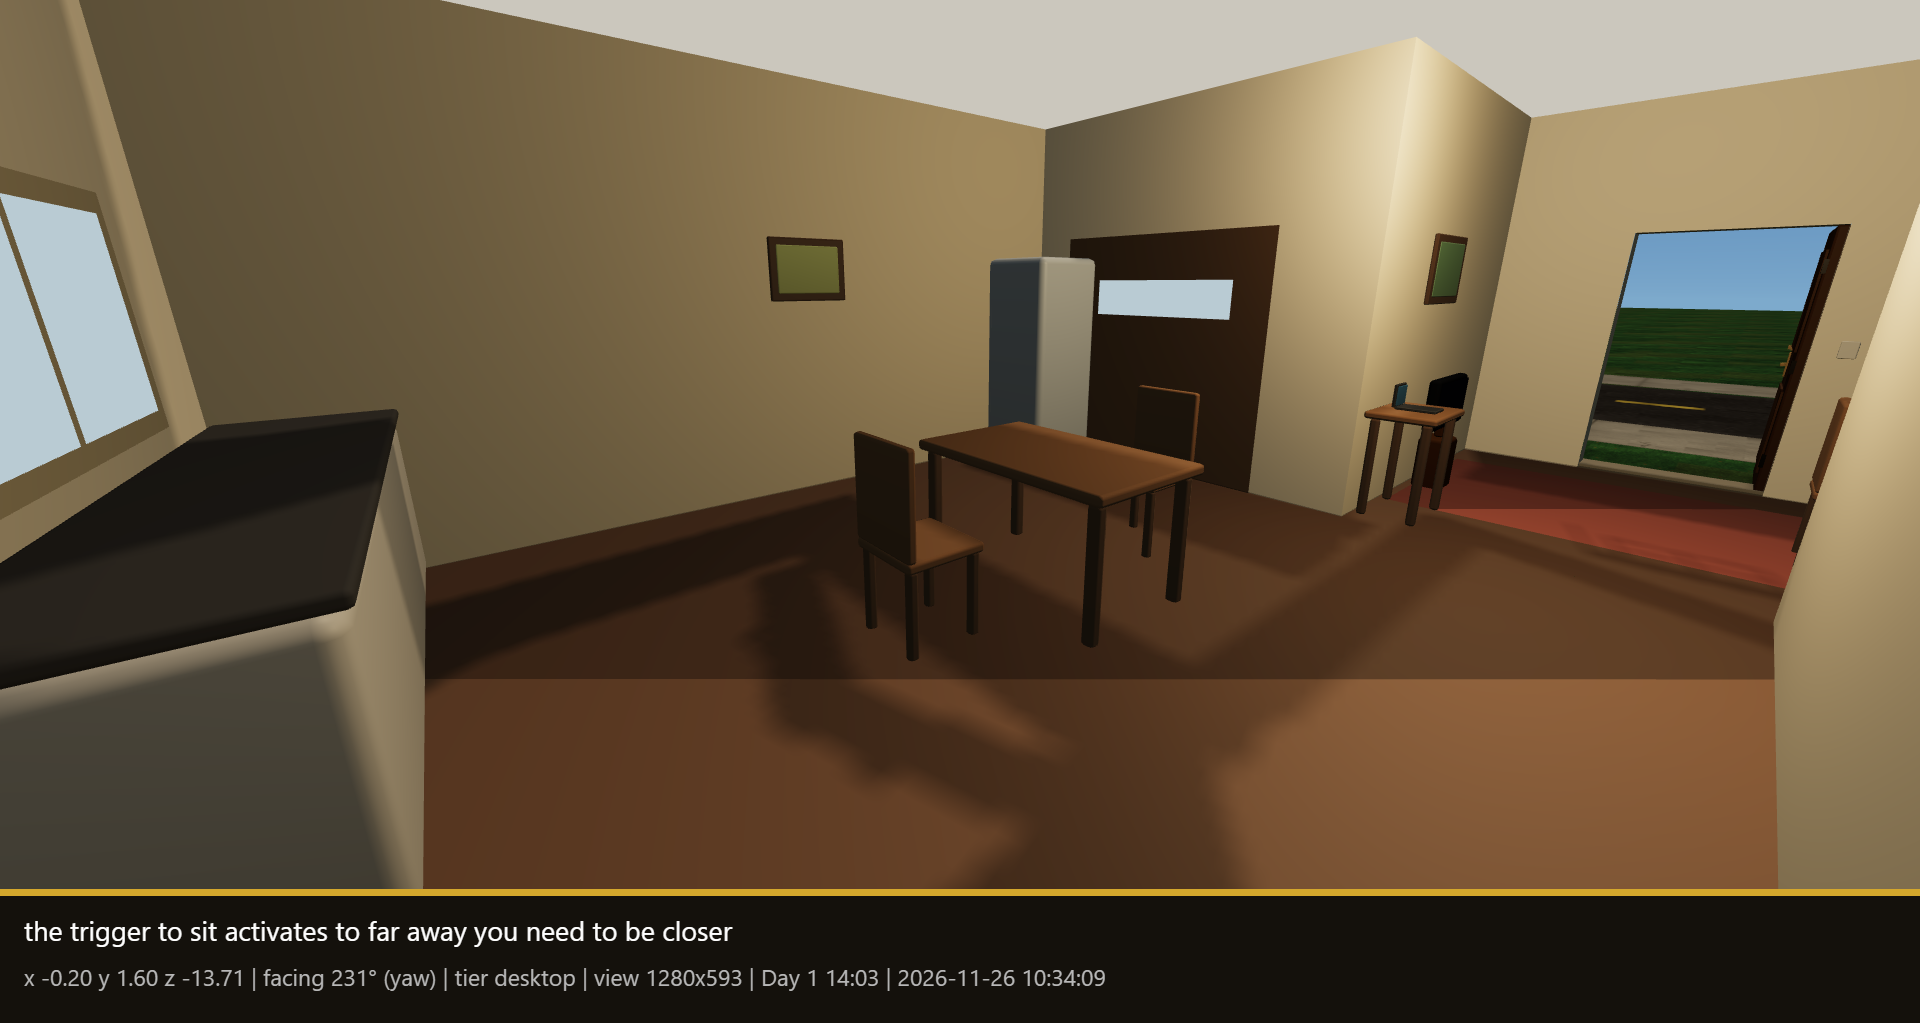 the trigger to sit activates to far away you need to be closer
x -0.20 y 1.60 z -13.71 | facing 231° (yaw) | tier desktop | view 1280x593 | Day 1 14:03 | 2026-11-26 10:34:09